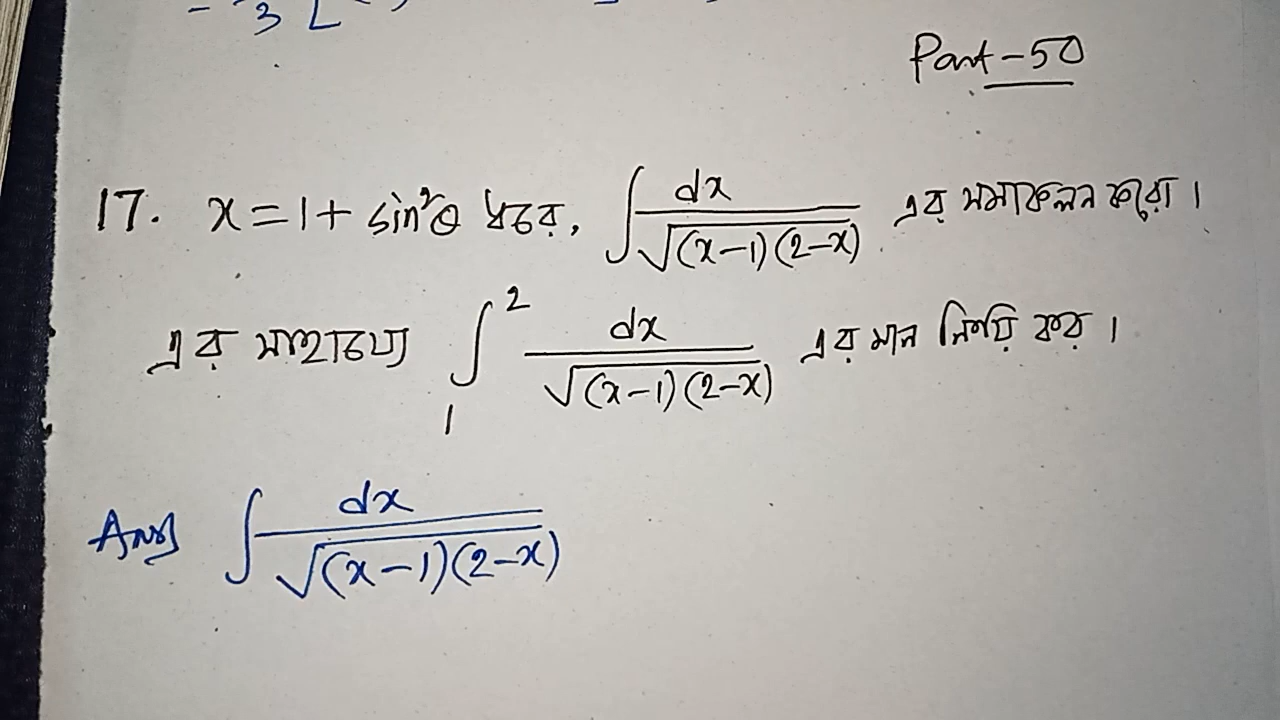 3 [
Part-50
17. x=1+ sin²θ ধরে, ∫ dx/√(x-1)(2-x) এর সমাকলন করো।
এর সাহায্যে ∫₁² dx/√(x-1)(2-x) এর মান নির্ণয় কর।
Ans ∫ dx/√(x-1)(2-x)